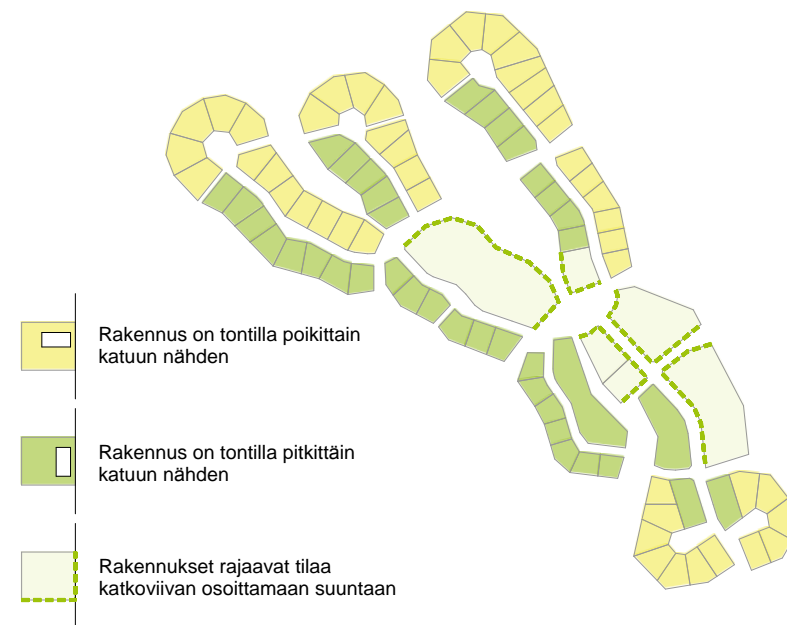 Rakennus on tontilla poikittain
katuun nähden
Rakennus on tontilla pitkittäin
katuun nähden
Rakennukset rajaavat tilaa
katkoviivan osoittamaan suuntaan